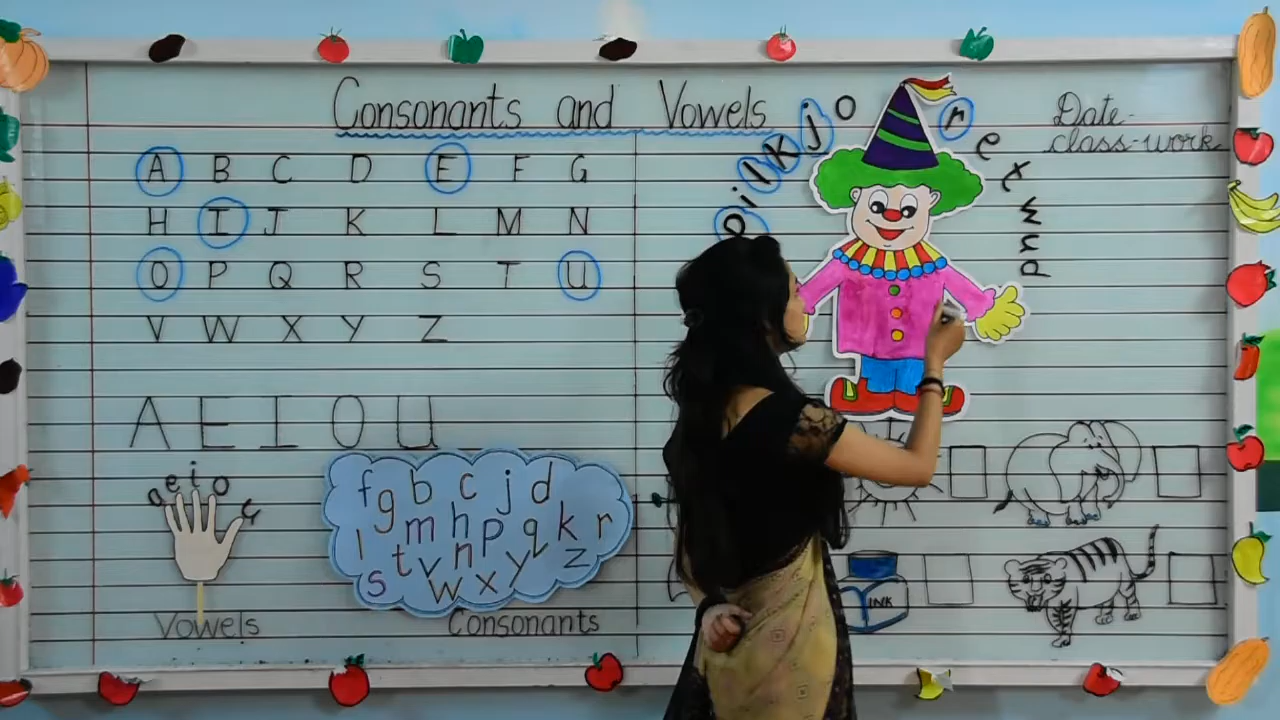 Consonants and Vowels
Date-
class-work
A B C D E F G
H I J K L M N
O P Q R S T U
V W X Y Z
A E I O U
a e i o u
f g b c j d
l m h p q k r
s t v n y z
w x
Vowels
Consonants
p i l k j o
r e x w u d
INK